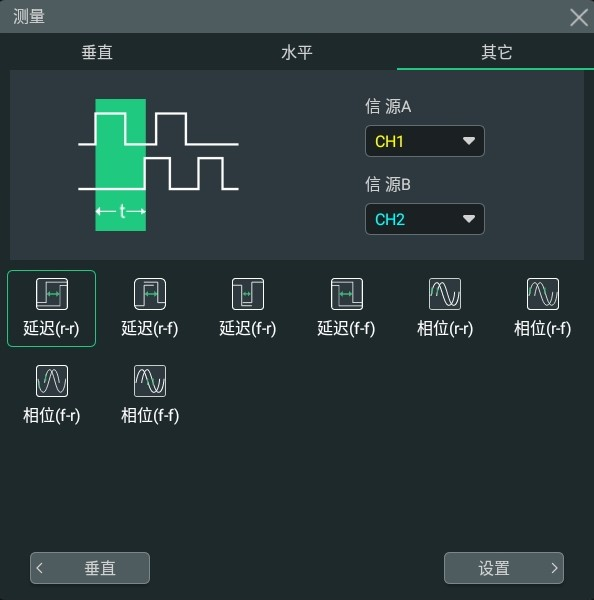 测量
垂直 水平 其它
信 源A
CH1
信 源B
CH2
t
延迟(r-r) 延迟(r-f) 延迟(f-r) 延迟(f-f) 相位(r-r) 相位(r-f)
相位(f-r) 相位(f-f)
垂直 设置